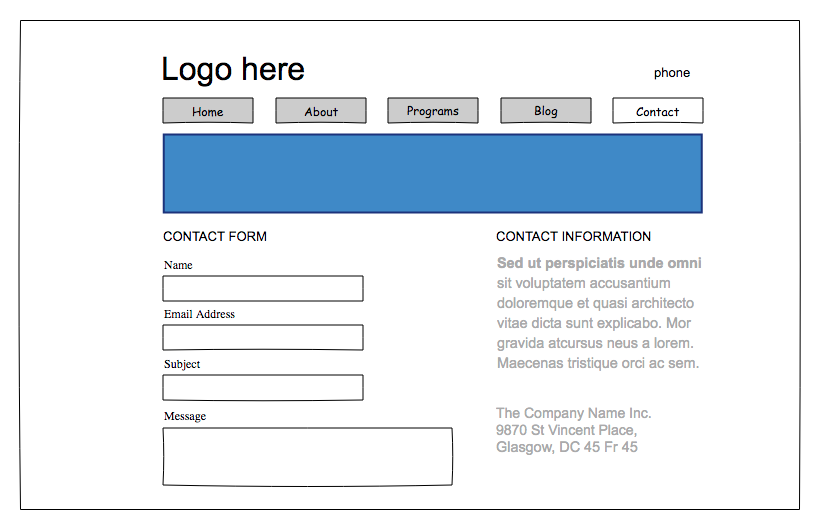 Logo here
phone
Home About Programs Blog Contact
CONTACT FORM
Name
Email Address
Subject
Message
CONTACT INFORMATION
Sed ut perspiciatis unde omni
sit voluptatem accusantium
doloremque et quasi architecto
vitae dicta sunt explicabo. Mor
gravida atcursus neus a lorem.
Maecenas tristique orci ac sem.
The Company Name Inc.
9870 St Vincent Place,
Glasgow, DC 45 Fr 45